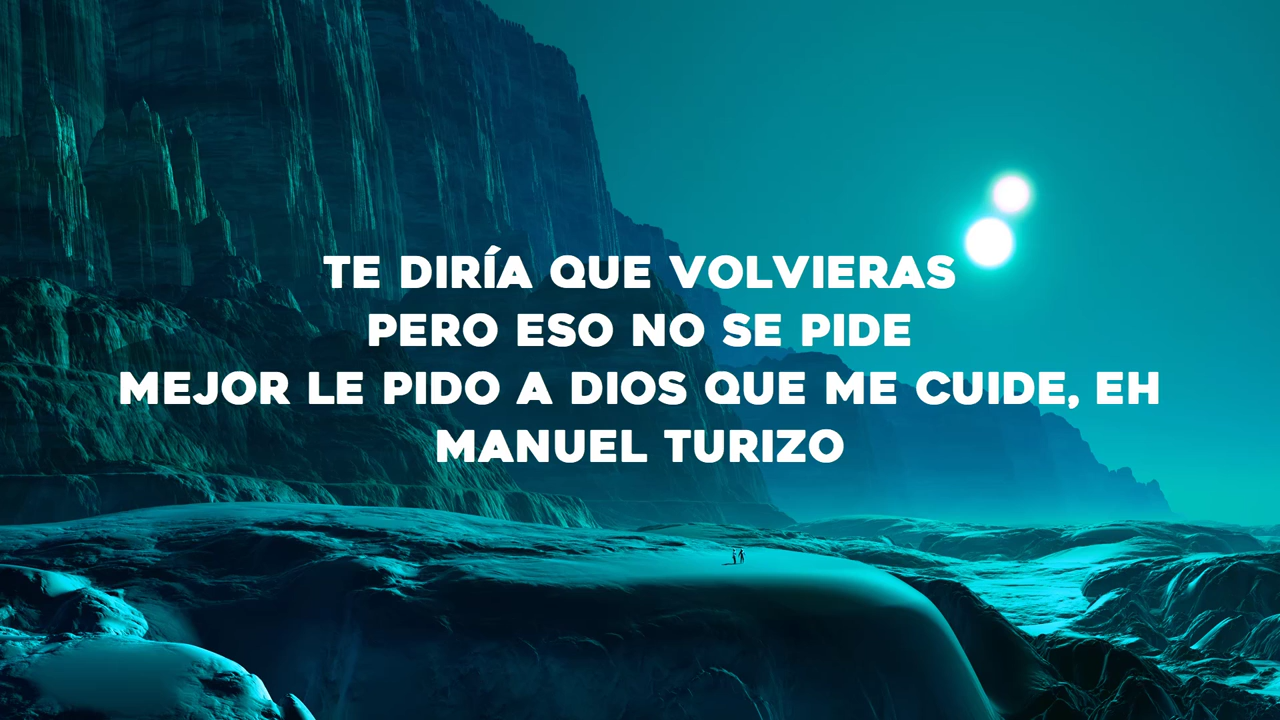 TE DIRÍA QUE VOLVIERAS
PERO ESO NO SE PIDE
MEJOR LE PIDO A DIOS QUE ME CUIDE, EH
MANUEL TURIZO